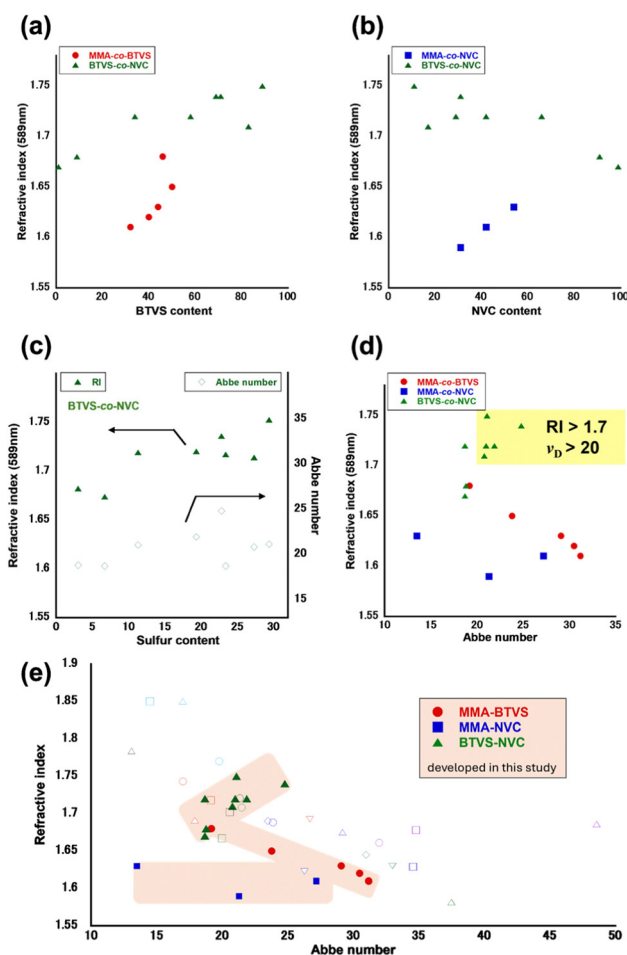 (a)
MMA-co-BTVS
BTVS-co-NVC
1.75
1.7
1.65
1.6
1.55
Refractive index (589nm)
0 20 40 60 80 100
BTVS content
(b)
MMA-co-NVC
BTVS-co-NVC
1.75
1.7
1.65
1.6
1.55
Refractive index (589nm)
0 20 40 60 80 100
NVC content
(c)
RI
Abbe number
BTVS-co-NVC
1.8
1.75
1.7
1.65
1.6
1.55
Refractive index (589nm)
35
30
25
20
15
Abbe number
0 5 10 15 20 25 30
Sulfur content
(d)
MMA-co-BTVS
MMA-co-NVC
BTVS-co-NVC
RI > 1.7
νD > 20
1.75
1.7
1.65
1.6
1.55
Refractive index (589nm)
10 15 20 25 30 35
Abbe number
(e)
1.9
1.85
1.8
1.75
1.7
1.65
1.6
1.55
Refractive index
MMA-BTVS
MMA-NVC
BTVS-NVC
developed in this study
10 15 20 25 30 35 40 45 50
Abbe number